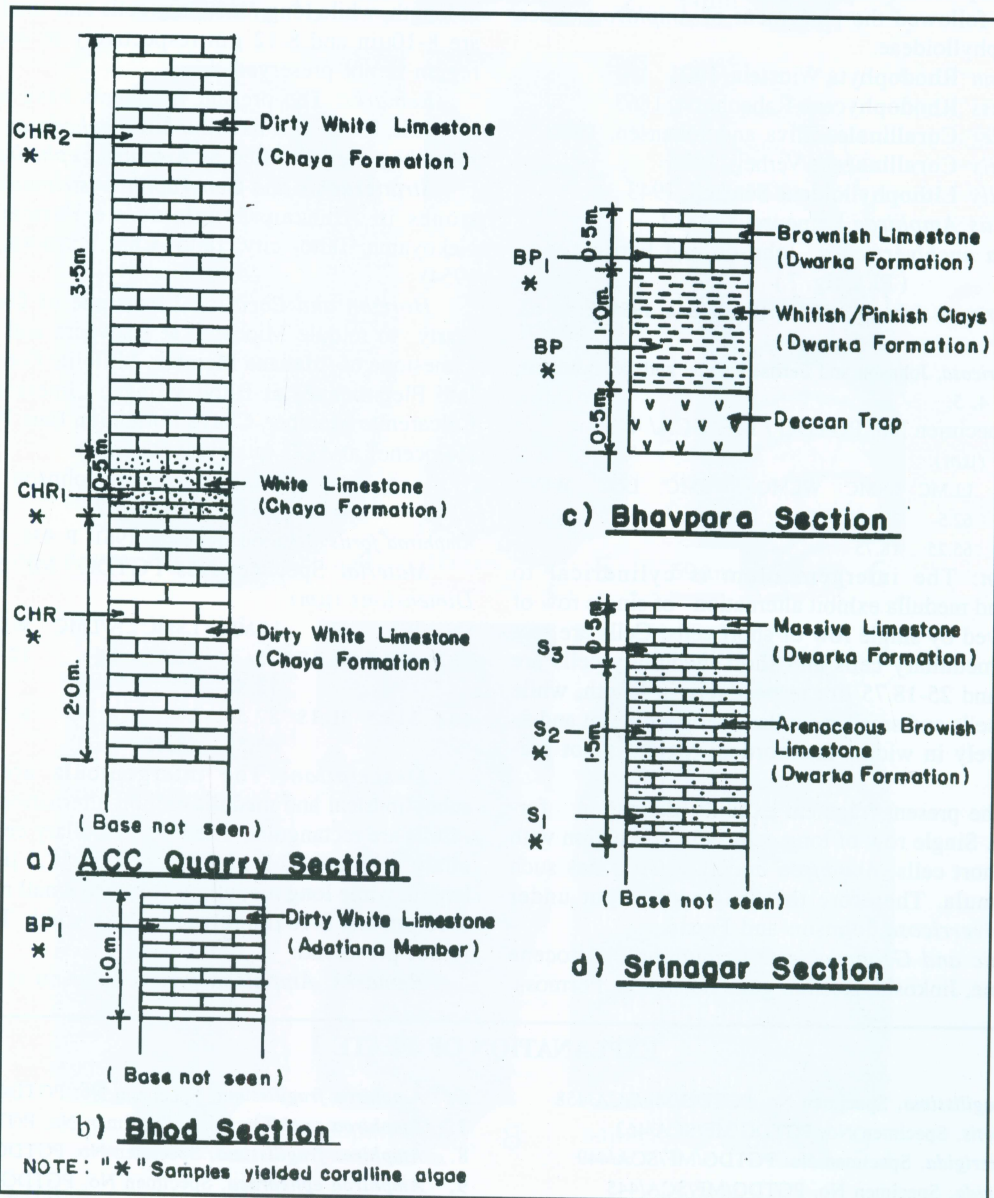 CHR2
*
Dirty White Limestone
(Chaya Formation)
3·5m
CHR1
*
0·5m.
White Limestone
(Chaya Formation)
CHR
*
Dirty White Limestone
(Chaya Formation)
2·0m.
(Base not seen)
a) ACC Quarry Section
BP1
*
1·0m.
Dirty White Limestone
(Adatiana Member)
(Base not seen)
b) Bhod Section
NOTE: "*" Samples yielded coralline algae
0·5m.
BP1
*
Brownish Limestone
(Dwarka Formation)
1·0m.
BP
*
Whitish/Pinkish Clays
(Dwarka Formation)
0·5m.
Deccan Trap
c) Bhavpara Section
0·5m.
S3
*
Massive Limestone
(Dwarka Formation)
1·5m.
S2
*
Arenaceous Browish
Limestone
(Dwarka Formation)
S1
*
(Base not seen)
d) Srinagar Section